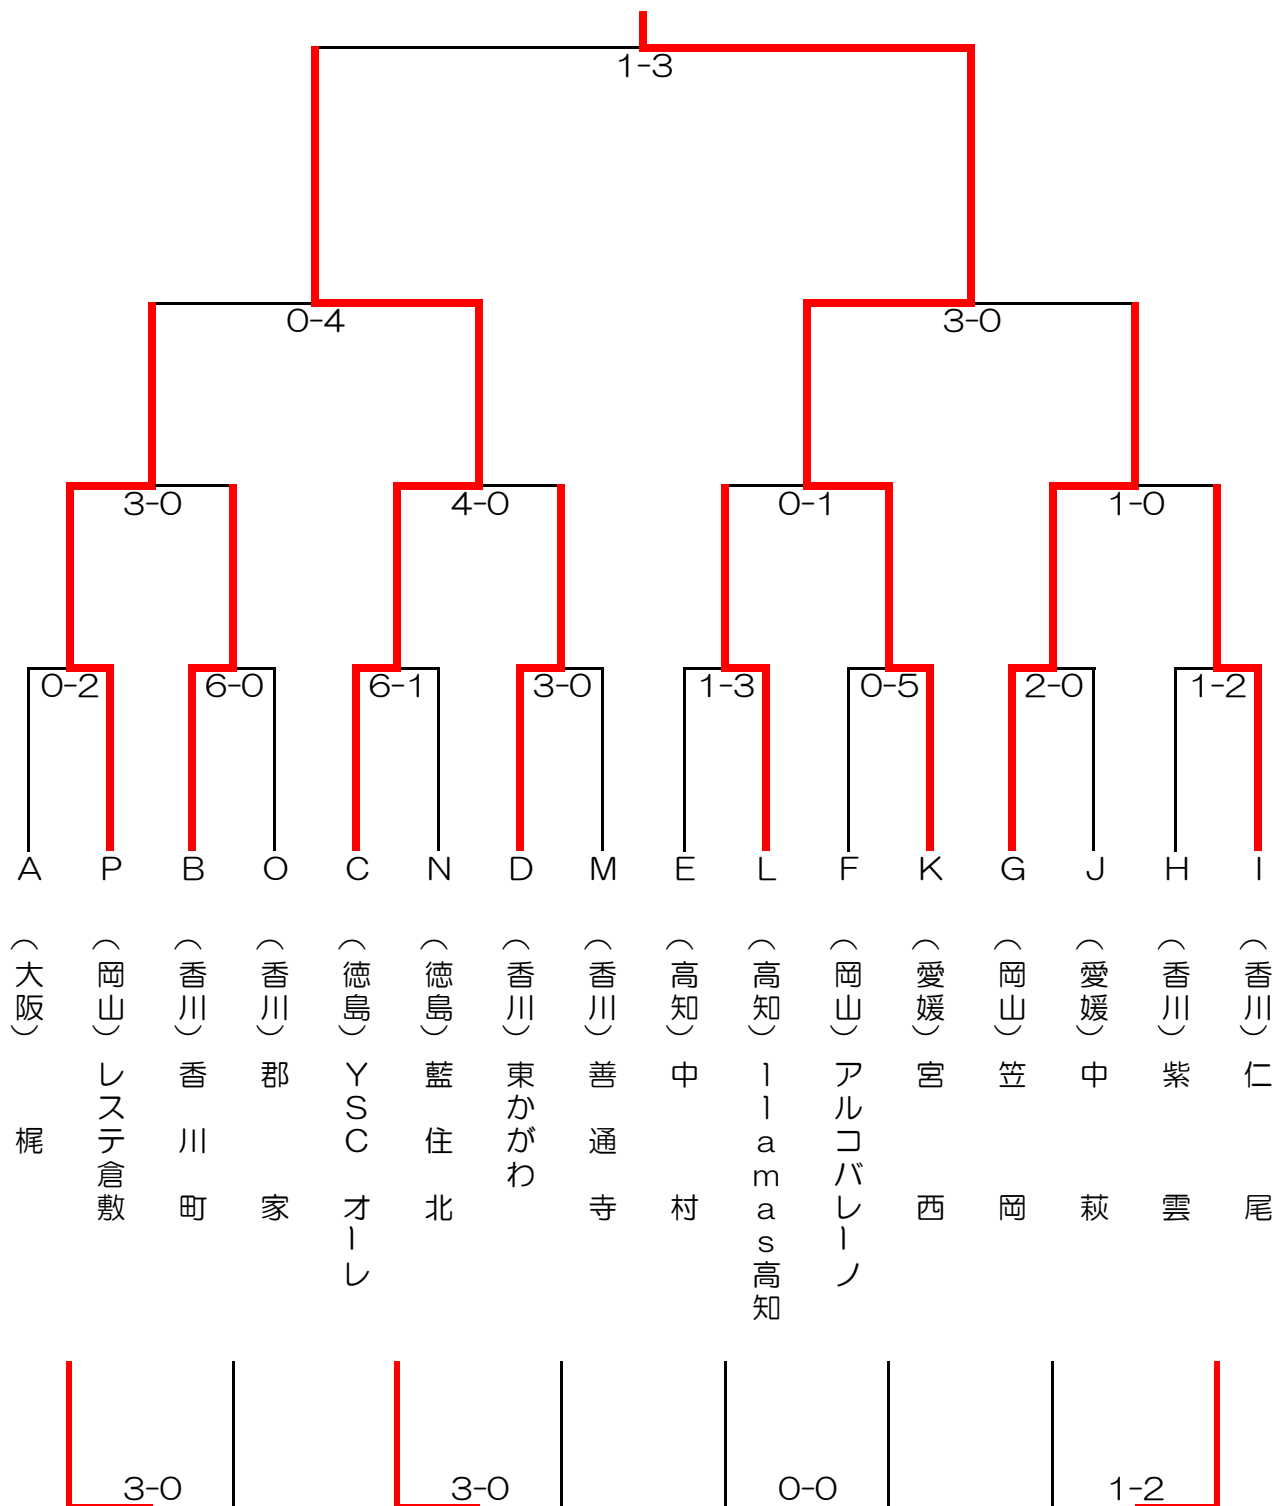 1-3
0-4
3-0
3-0
4-0
0-1
1-0
0-2
6-0
6-1
3-0
1-3
0-5
2-0
1-2
A
P
B
O
C
N
D
M
E
L
F
K
G
J
H
I
(大阪) 梶
(岡山) レステ倉敷
(香川) 香川町
(香川) 郡家
(徳島) YSC オーレ
(徳島) 藍住北
(香川) 東かがわ
(香川) 善通寺
(高知) 中村
(高知) llamas高知
(岡山) アルコバレーノ
(愛媛) 宮西
(岡山) 笠岡
(愛媛) 中萩
(香川) 紫雲
(香川) 仁尾
3-0
3-0
0-0
1-2